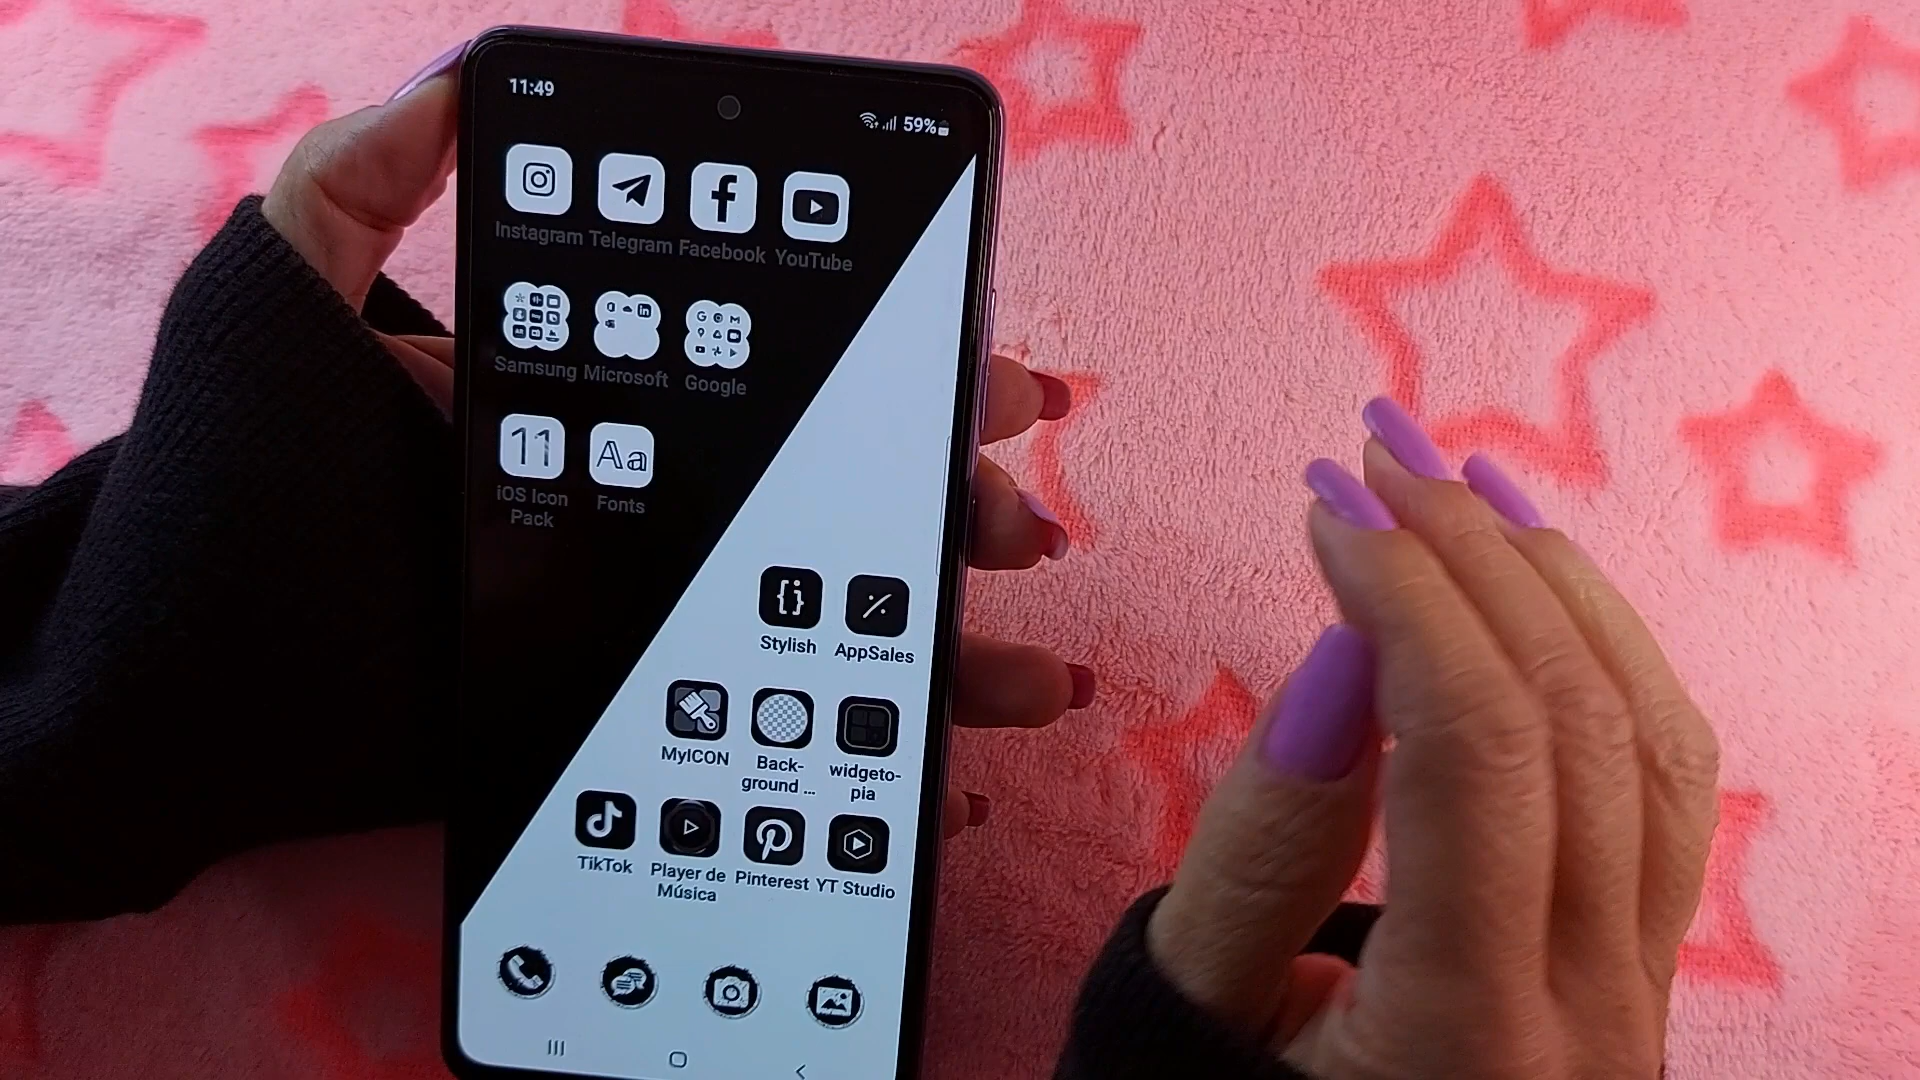 11:49
59%
Instagram Telegram Facebook YouTube
Samsung Microsoft Google
11 Aa
iOS Icon
Pack
Fonts
{i}
Stylish AppSales
MyICON
Back-
ground ...
widgeto-
pia
TikTok
Player de
Música
Pinterest YT Studio